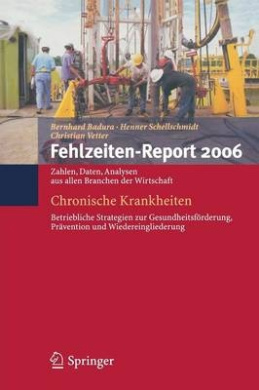 Bernhard Badura · Henner Schellschmidt
Christian Vetter
Fehlzeiten-Report 2006
Zahlen, Daten, Analysen
aus allen Branchen der Wirtschaft
Chronische Krankheiten
Betriebliche Strategien zur Gesundheitsförderung,
Prävention und Wiedereingliederung
Springer